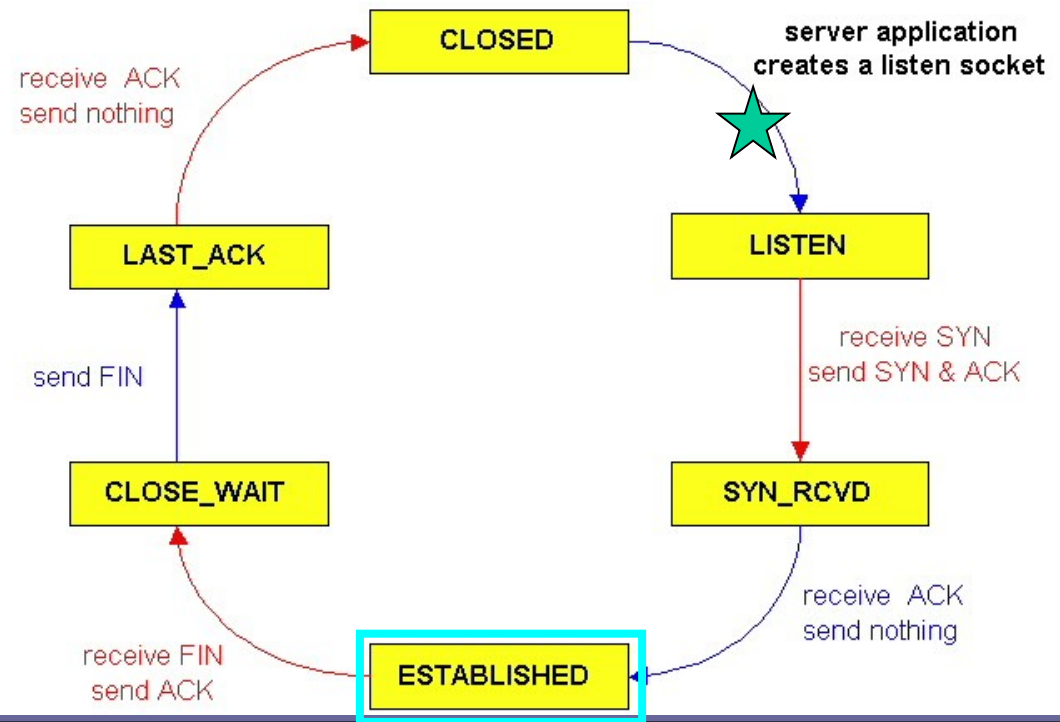 CLOSED
server application
creates a listen socket
receive ACK
send nothing
LAST_ACK
LISTEN
receive SYN
send SYN & ACK
send FIN
CLOSE_WAIT
SYN_RCVD
receive ACK
send nothing
receive FIN
send ACK
ESTABLISHED